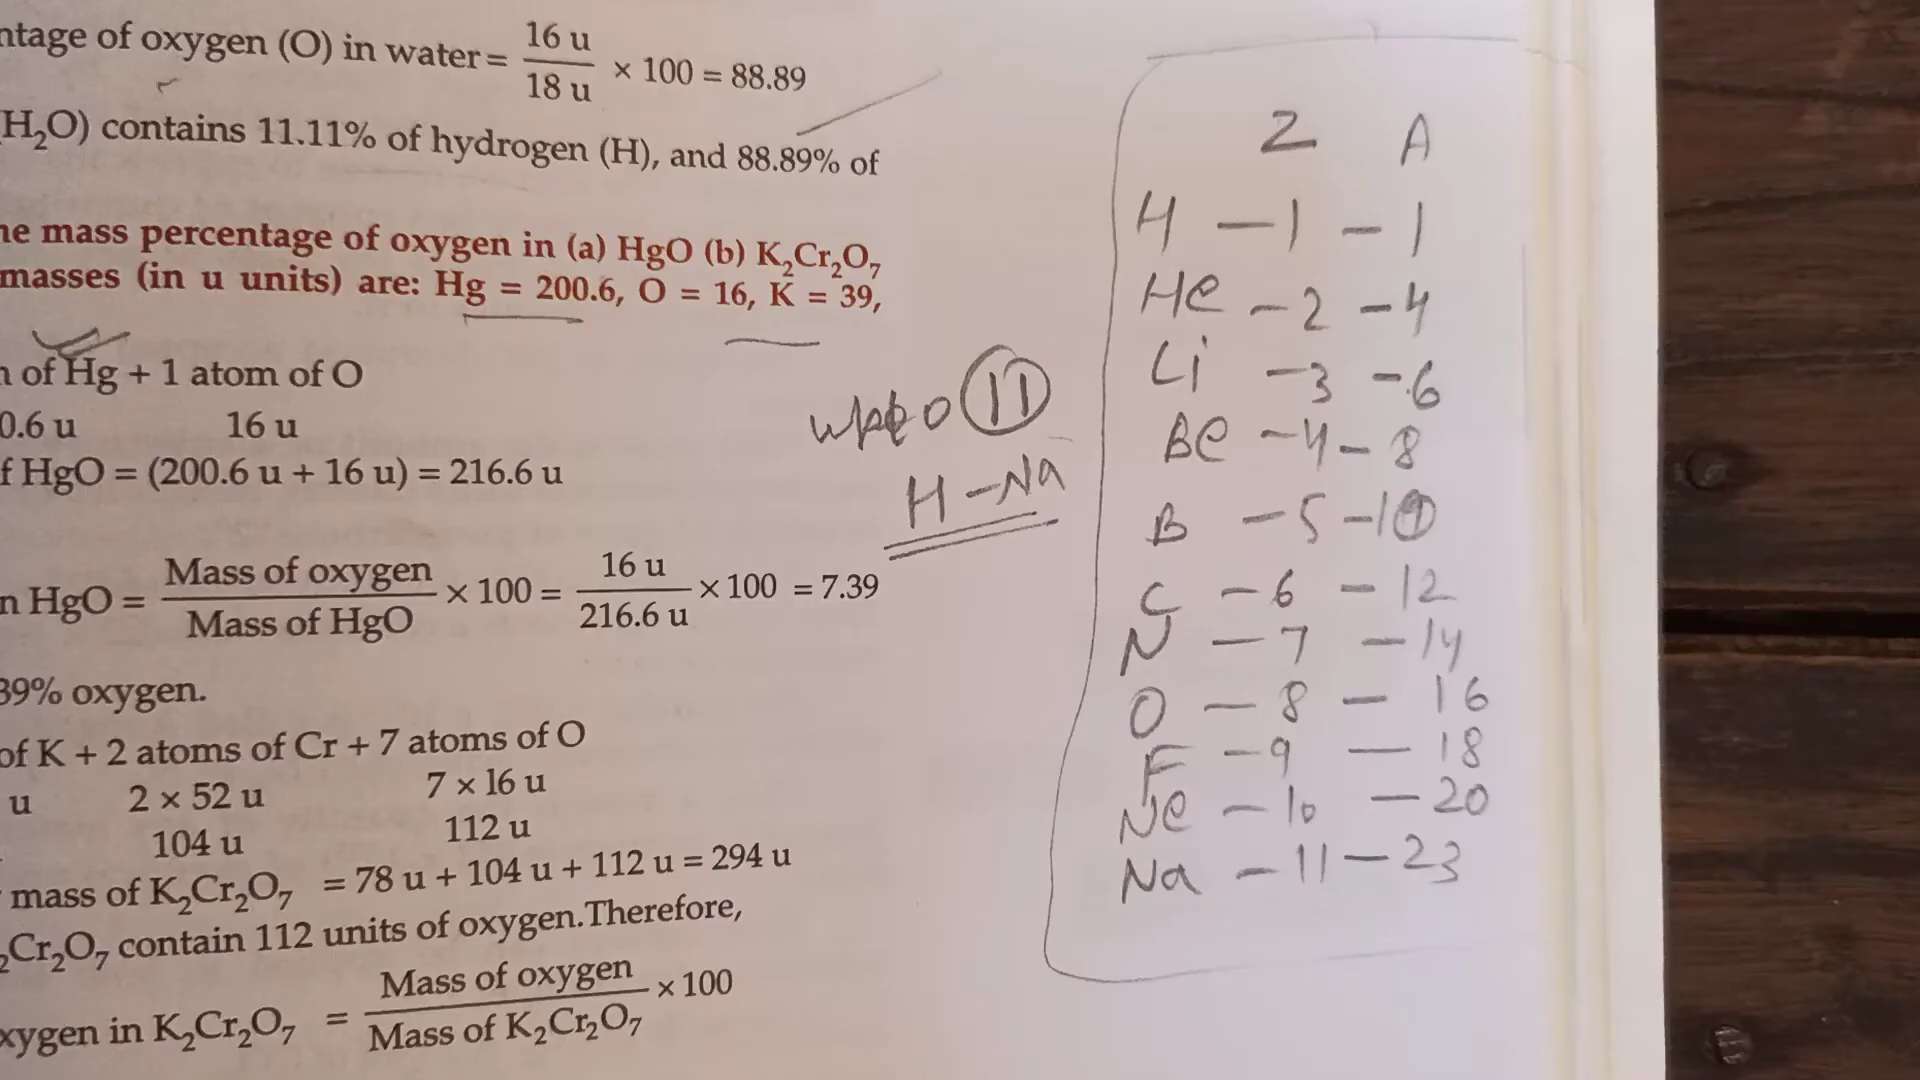 ntage of oxygen (O) in water = 16 u / 18 u × 100 = 88.89
(H₂O) contains 11.11% of hydrogen (H), and 88.89% of
ne mass percentage of oxygen in (a) HgO (b) K₂Cr₂O₇
masses (in u units) are: Hg = 200.6, O = 16, K = 39,
of Hg + 1 atom of O
0.6 u 16 u
f HgO = (200.6 u + 16 u) = 216.6 u
n HgO = Mass of oxygen / Mass of HgO × 100 = 16 u / 216.6 u × 100 = 7.39
39% oxygen.
of K + 2 atoms of Cr + 7 atoms of O
u 2 × 52 u 7 × 16 u
104 u 112 u
mass of K₂Cr₂O₇ = 78 u + 104 u + 112 u = 294 u
₂Cr₂O₇ contain 112 units of oxygen.Therefore,
xygen in K₂Cr₂O₇ = Mass of oxygen / Mass of K₂Cr₂O₇ × 100
11
H - Na
Z A
H - 1 - 1
He - 2 - 4
Li - 3 - 6
Be - 4 - 8
B - 5 -
C - 6 - 12
N - 7 - 14
O - 8 - 16
F - 9 - 18
Ne - 10 - 20
Na - 11 - 23